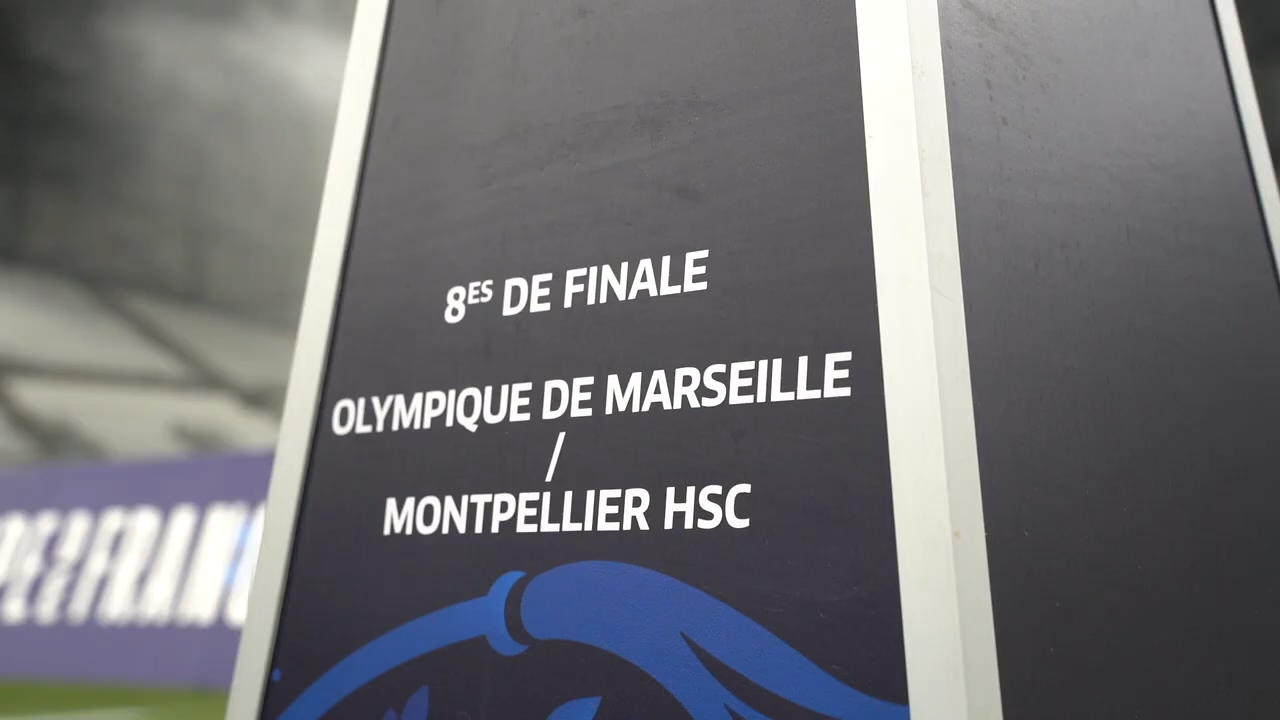 8ES DE FINALE
OLYMPIQUE DE MARSEILLE
/
MONTPELLIER HSC